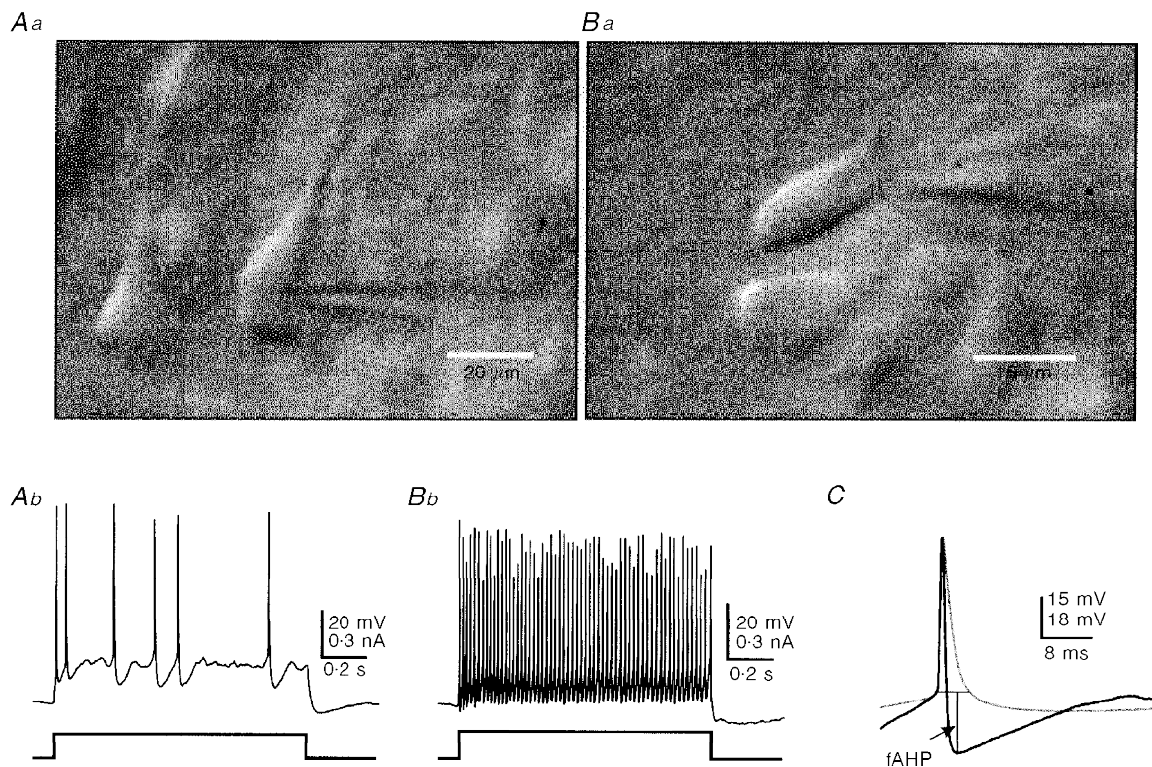 Aa
Ba
20 μm
Ab
20 mV
0·3 nA
0·2 s
Bb
20 mV
0·3 nA
0·2 s
C
15 mV
18 mV
8 ms
fAHP